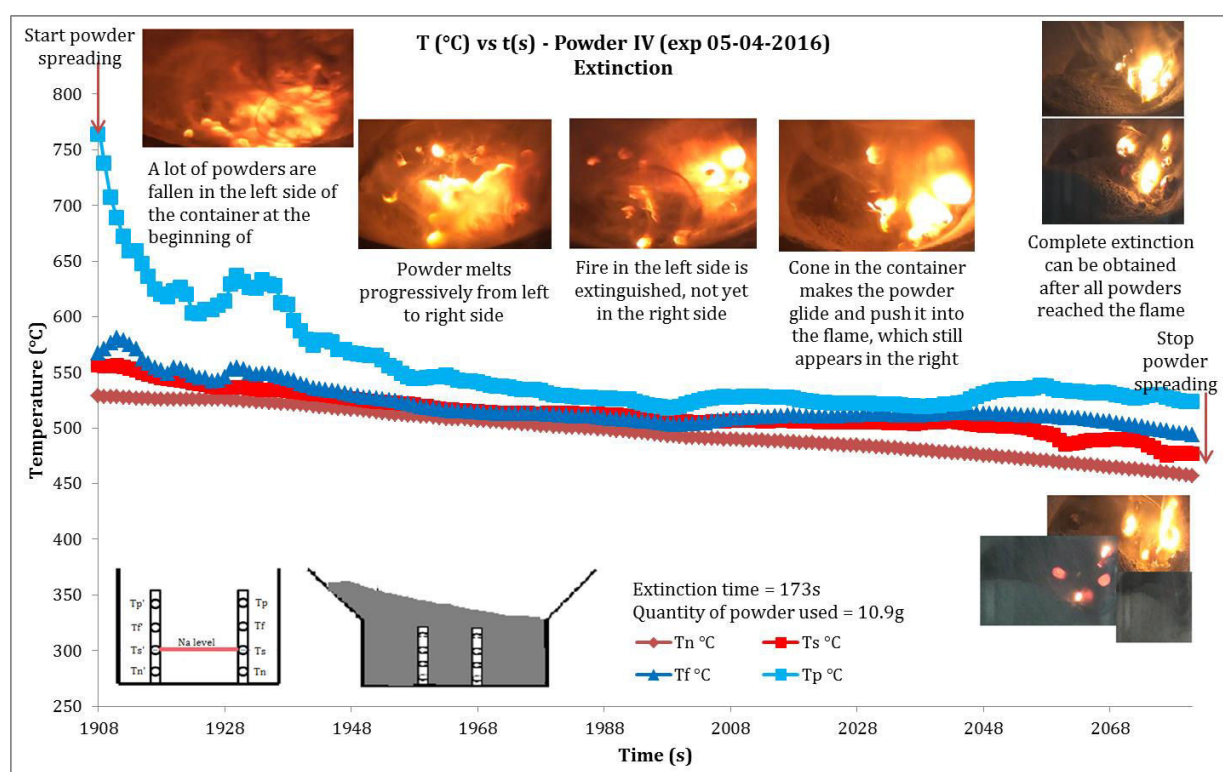 T (°C) vs t(s) - Powder IV (exp 05-04-2016)
Extinction
Start powder
spreading
A lot of powders are
fallen in the left side of
the container at the
beginning of
Powder melts
progressively from left
to right side
Fire in the left side is
extinguished, not yet
in the right side
Cone in the container
makes the powder
glide and push it into
the flame, which still
appears in the right
Complete extinction
can be obtained
after all powders
reached the flame
Stop
powder
spreading
Temperature (°C)
800
750
700
650
600
550
500
450
400
350
300
250
Tp' Tp
Tf' Tf
Na level
Ts' Ts
Tn' Tn
Extinction time = 173s
Quantity of powder used = 10.9g
Tn °C Ts °C
Tf °C Tp °C
1908 1928 1948 1968 1988 2008 2028 2048 2068
Time (s)